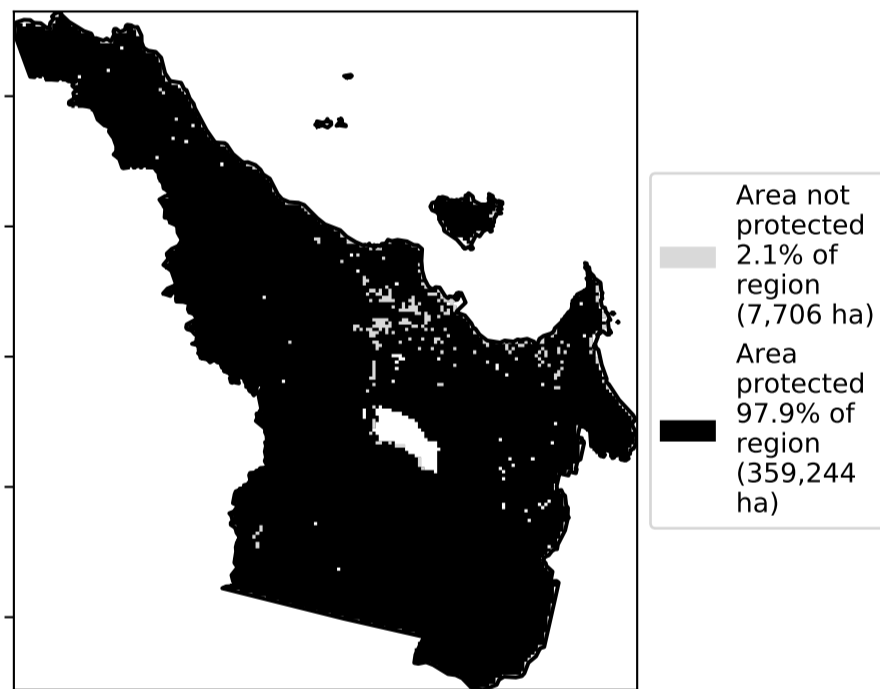 Area not
protected
2.1% of
region
(7,706 ha)
Area
protected
97.9% of
region
(359,244
ha)